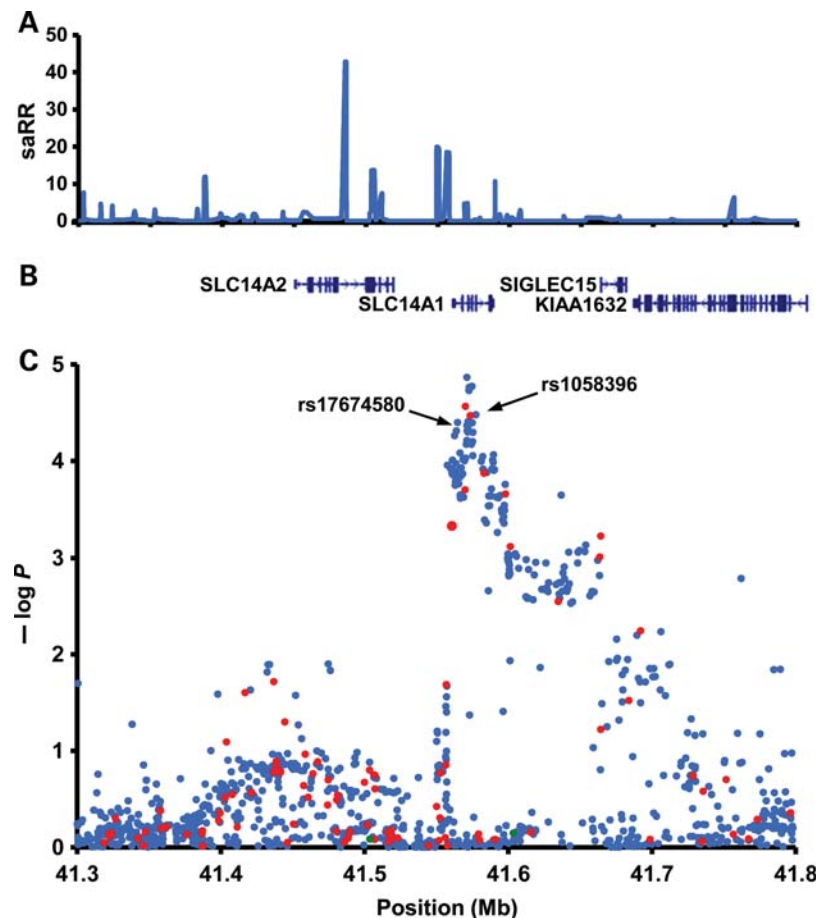 A
50
40
30
20
10
0
saRR
B
SLC14A2
SLC14A1
SIGLEC15
KIAA1632
C
5
4
3
2
1
0
— log P
rs17674580
rs1058396
41.3 41.4 41.5 41.6 41.7 41.8
Position (Mb)